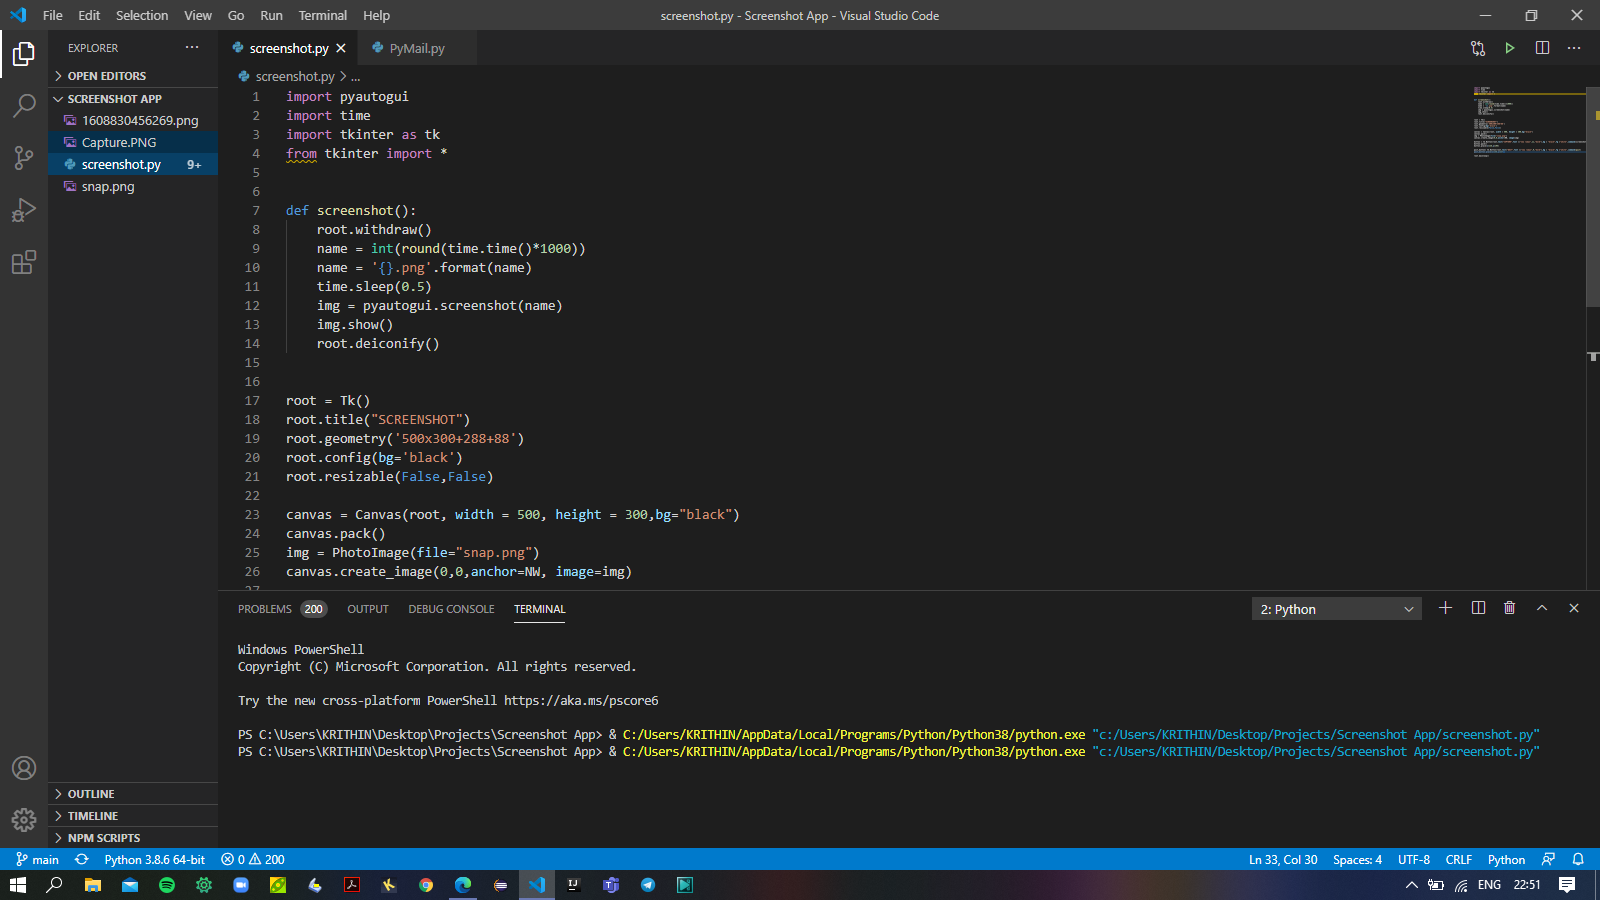 File Edit Selection View Go Run Terminal Help
screenshot.py - Screenshot App - Visual Studio Code
EXPLORER
OPEN EDITORS
SCREENSHOT APP
1608830456269.png
Capture.PNG
screenshot.py 9+
snap.png
OUTLINE
TIMELINE
NPM SCRIPTS
screenshot.py PyMail.py
screenshot.py > ...
1 import pyautogui
2 import time
3 import tkinter as tk
4 from tkinter import *
5
6
7 def screenshot():
8 root.withdraw()
9 name = int(round(time.time()*1000))
10 name = '{}.png'.format(name)
11 time.sleep(0.5)
12 img = pyautogui.screenshot(name)
13 img.show()
14 root.deiconify()
15
16
17 root = Tk()
18 root.title("SCREENSHOT")
19 root.geometry('500x300+288+88')
20 root.config(bg='black')
21 root.resizable(False,False)
22
23 canvas = Canvas(root, width = 500, height = 300,bg="black")
24 canvas.pack()
25 img = PhotoImage(file="snap.png")
26 canvas.create_image(0,0,anchor=NW, image=img)
27
PROBLEMS 200 OUTPUT DEBUG CONSOLE TERMINAL
2: Python
Windows PowerShell
Copyright (C) Microsoft Corporation. All rights reserved.
Try the new cross-platform PowerShell https://aka.ms/pscore6
PS C:\Users\KRITHIN\Desktop\Projects\Screenshot App> & C:/Users/KRITHIN/AppData/Local/Programs/Python/Python38/python.exe "c:/Users/KRITHIN/Desktop/Projects/Screenshot App/screenshot.py"
PS C:\Users\KRITHIN\Desktop\Projects\Screenshot App> & C:/Users/KRITHIN/AppData/Local/Programs/Python/Python38/python.exe "c:/Users/KRITHIN/Desktop/Projects/Screenshot App/screenshot.py"
main Python 3.8.6 64-bit 0 200
Ln 33, Col 30 Spaces: 4 UTF-8 CRLF Python
ENG 22:51